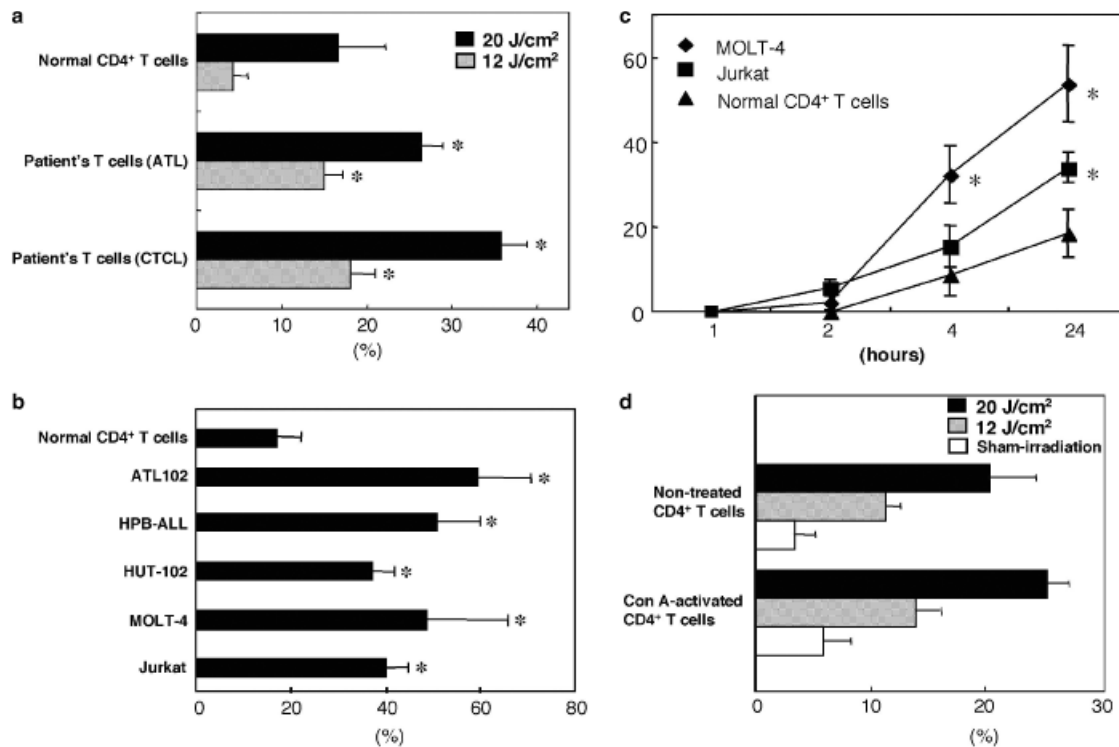 a
20 J/cm²
12 J/cm²
Normal CD4⁺ T cells
Patient's T cells (ATL)
*
*
Patient's T cells (CTCL)
*
*
0 10 20 30 40
(%)
b
Normal CD4⁺ T cells
ATL102 *
HPB-ALL *
HUT-102 *
MOLT-4 *
Jurkat *
0 20 40 60 80
(%)
c
MOLT-4
Jurkat
Normal CD4⁺ T cells
60
40
20
0
*
*
*
1 2 4 24
(hours)
d
20 J/cm²
12 J/cm²
Sham-irradiation
Non-treated
CD4⁺ T cells
Con A-activated
CD4⁺ T cells
0 10 20 30
(%)